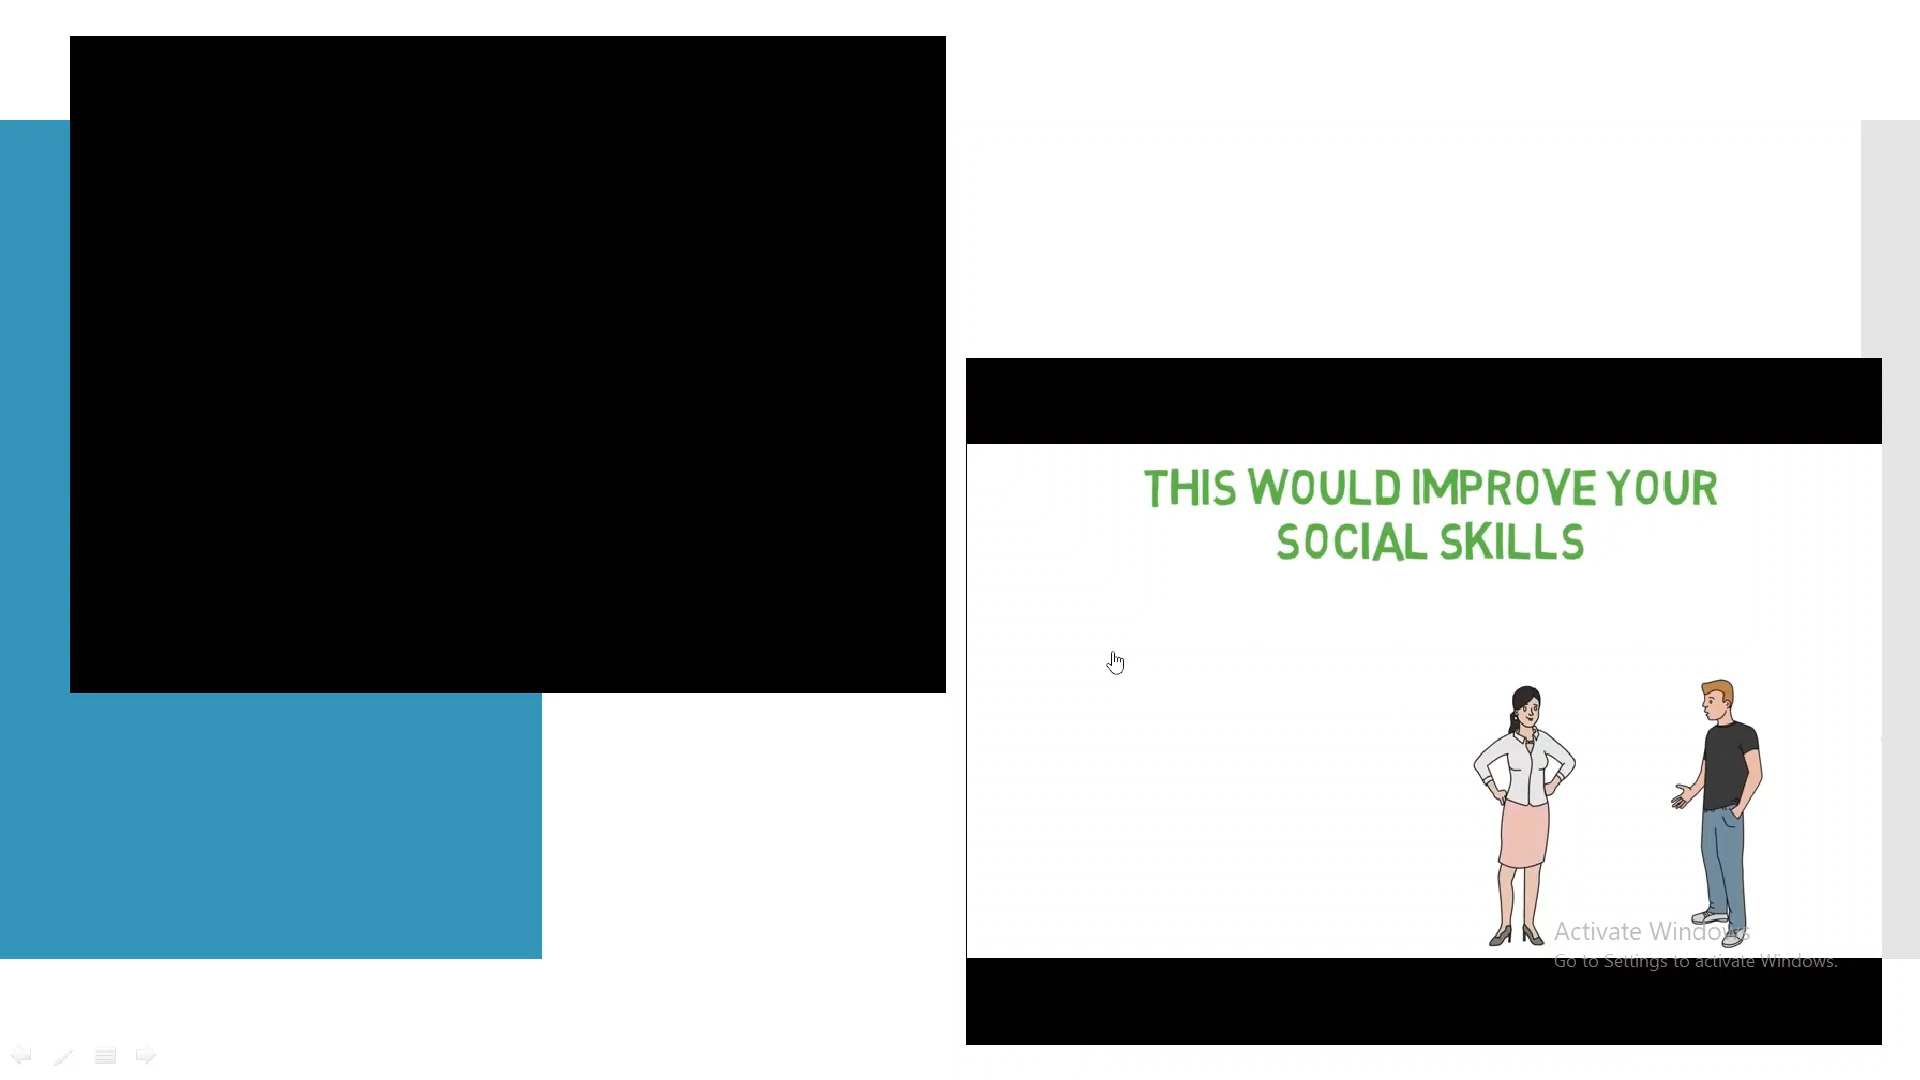 THIS WOULD IMPROVE YOUR
SOCIAL SKILLS
Activate Windows
Go to Settings to activate Windows.